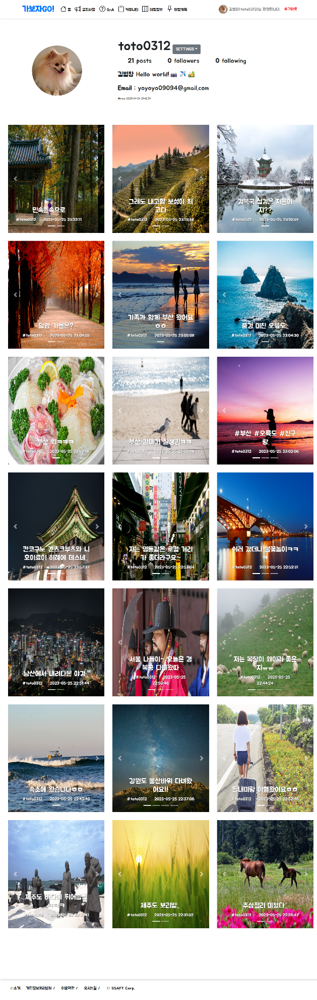 가보자GO! 홈 공지사항 QnA 커뮤니티 여행정보 여행계획 김범창(toto0312)님 환영합니다. 로그아웃
toto0312 SETTINGS
21 posts 0 followers 0 following
김범창 Hello world!
Email : yoyoyo09094@gmail.com
민속촌속으로
#toto0312 2023-05-25 23:22:11
그래도 내고향 보성이 최
고다
#toto0312 2023-05-25 23:19:34
경복국 설경은 처음이
지??
#toto0312 2023-05-25 23:10:39
담양 가을은?
#toto0312 2023-05-25 23:09:55
가족과 함께 부산 왔어요
ㅎㅎ
#toto0312 2023-05-25 23:05:08
풍경 미친 오륙도..
#toto0312 2023-05-25 23:04:30
부산 회ㅋㅋㅋ
#toto0312 2023-05-25 23:03:18
부산 갈매기 잘생김ㅋㅋ
#toto0312 2023-05-25 23:02:48
#부산 #오륙도 #친구
랑
#toto0312 2023-05-25 23:02:06
칸코구노 겐츠크부츠와 니
혼이료이 히레에 데스네..
#toto0312 2023-05-25 22:57:37
저는 명동같은 로컬 거리
가 좋더라구요~
#toto0312 2023-05-25 22:53:04
쉬러 갔더니 불꽃놀이ㅋㅋ
ㅋ
#toto0312 2023-05-25 22:52:31
남산에서 내려다본 야경.
#toto0312 2023-05-25 22:51:44
서울 나들이~ 오늘은 경
복궁 다녀왔따
#toto0312 2023-05-25
22:50:46
저는 목장이 왜이리 좋은
지ㅠㅠ
#toto0312 2023-05-25
22:44:24
속초에 왔습니다ㅎㅎ
#toto0312 2023-05-25 22:43:40
강원도 울산바위 다녀왔
어요!!
#toto0312 2023-05-25 22:37:06
딸내미랑 여행왔어요ㅎㅎ
#toto0312 2023-05-25 22:32:46
제주도 바다에 뛰어들뻔
ㅋㅋㅋ
#toto0312 2023-05-25 22:31:41
제주도 보리밭..
#toto0312 2023-05-25 22:31:02
주상절리 미쳤다..
#toto0312 2023-05-25 22:28:47
©소개. 개인정보처리방침 / 이용약관 / 오시는길 / © SSAFY Corp.